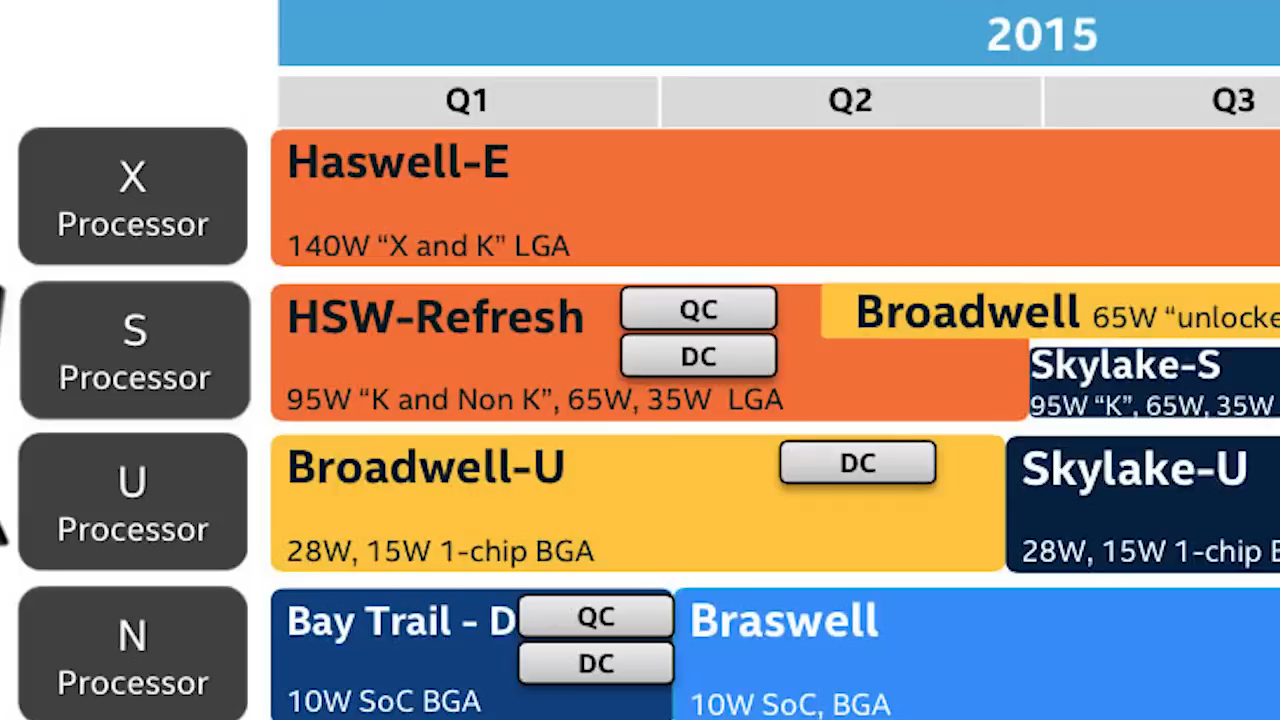 2015
Q1 Q2 Q3
X
Processor
Haswell-E
140W “X and K” LGA
S
Processor
HSW-Refresh
QC
DC
95W “K and Non K”, 65W, 35W LGA
Broadwell 65W
Skylake-S
95W “K”, 65W, 35W
U
Processor
Broadwell-U
DC
28W, 15W 1-chip BGA
Skylake-U
28W, 15W 1-chip
N
Processor
Bay Trail - D
QC
DC
10W SoC BGA
Braswell
10W SoC, BGA